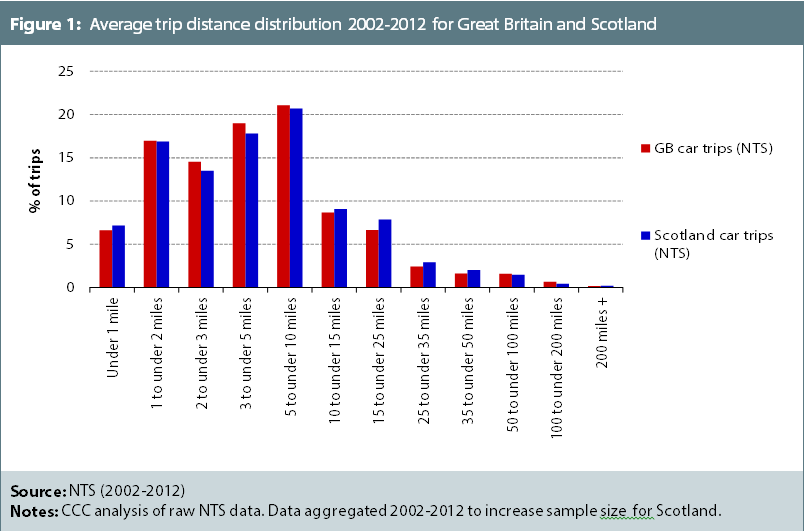 Figure 1: Average trip distance distribution 2002-2012 for Great Britain and Scotland
25
20
15
10
5
0
% of trips
Under 1 mile
1 to under 2 miles
2 to under 3 miles
3 to under 5 miles
5 to under 10 miles
10 to under 15 miles
15 to under 25 miles
25 to under 35 miles
35 to under 50 miles
50 to under 100 miles
100 to under 200 miles
200 miles +
GB car trips (NTS)
Scotland car trips
(NTS)
Source: NTS (2002-2012)
Notes: CCC analysis of raw NTS data. Data aggregated 2002-2012 to increase sample size for Scotland.